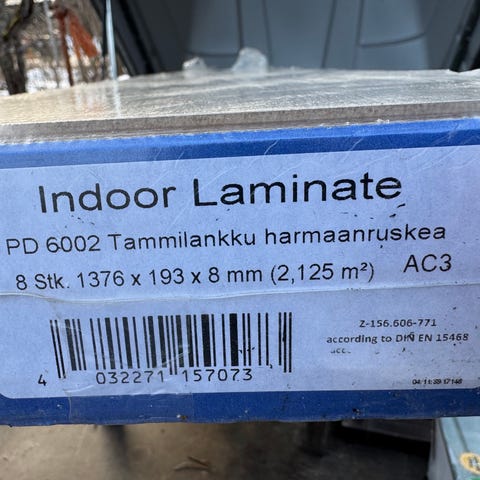 Indoor Laminate
PD 6002 Tammilankku harmaanruskea
8 Stk. 1376 x 193 x 8 mm (2,125 m²) AC3
Z-156.606-771
according to DIN EN 15468
4 032271 157073